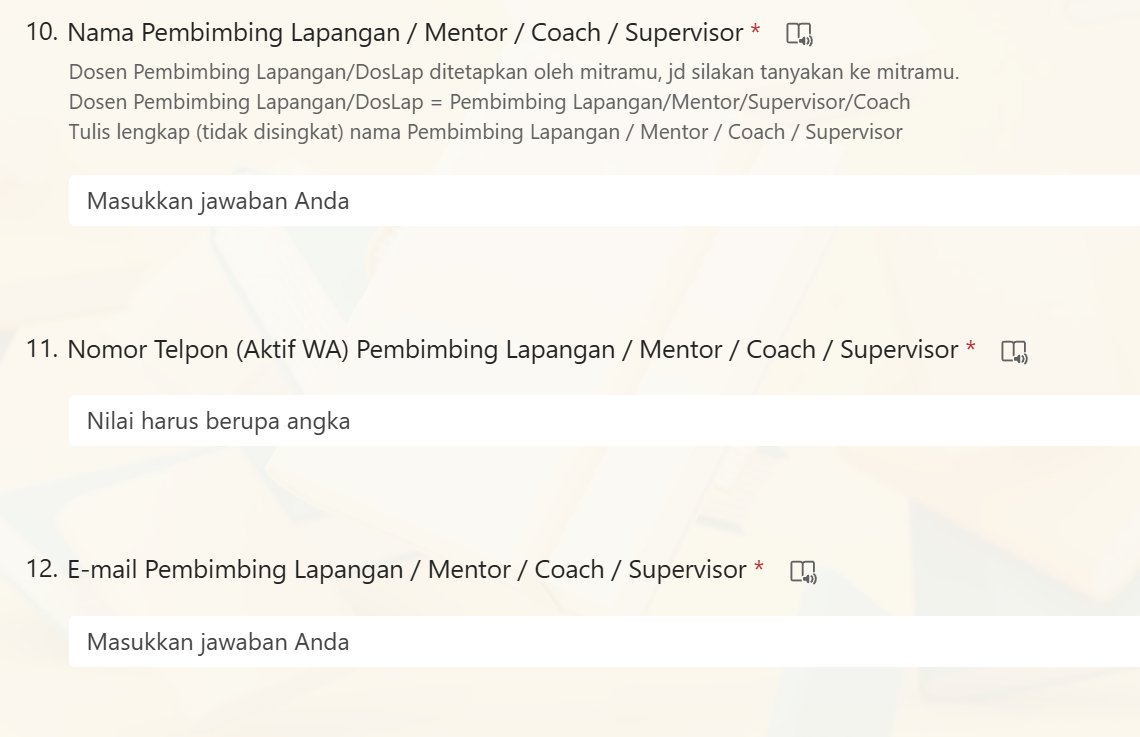 10. Nama Pembimbing Lapangan / Mentor / Coach / Supervisor *
Dosen Pembimbing Lapangan/DosLap ditetapkan oleh mitramu, jd silakan tanyakan ke mitramu.
Dosen Pembimbing Lapangan/DosLap = Pembimbing Lapangan/Mentor/Supervisor/Coach
Tulis lengkap (tidak disingkat) nama Pembimbing Lapangan / Mentor / Coach / Supervisor
Masukkan jawaban Anda
11. Nomor Telpon (Aktif WA) Pembimbing Lapangan / Mentor / Coach / Supervisor *
Nilai harus berupa angka
12. E-mail Pembimbing Lapangan / Mentor / Coach / Supervisor *
Masukkan jawaban Anda